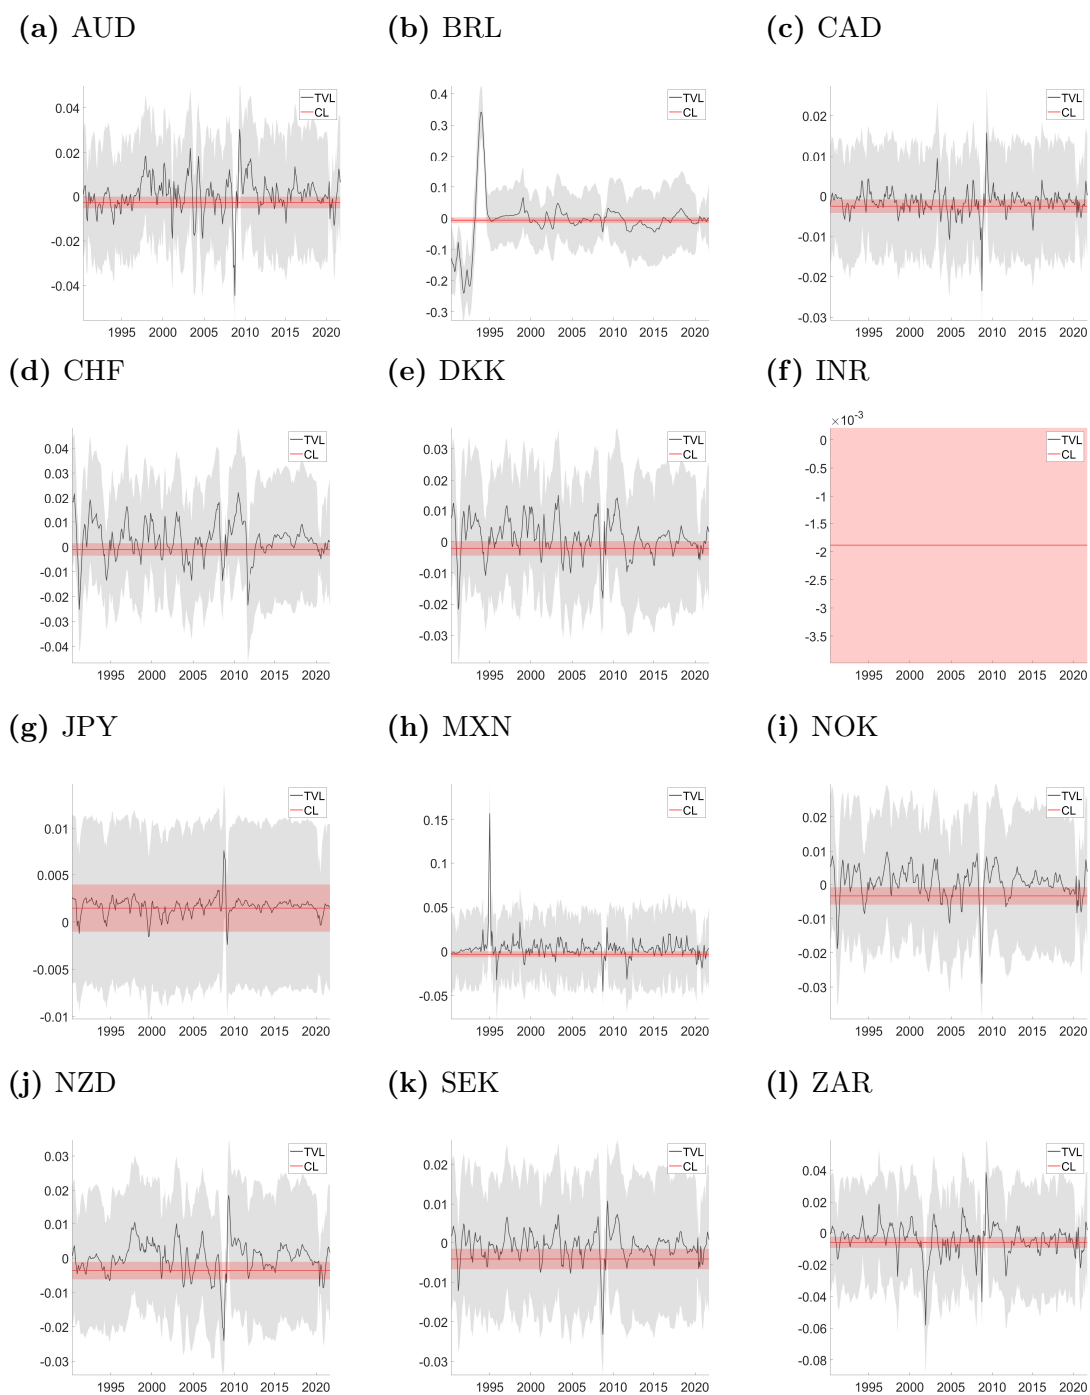 (a) AUD
(b) BRL
(c) CAD
0.04
0.02
0
-0.02
-0.04
1995 2000 2005 2010 2015 2020
TVL
CL
0.4
0.3
0.2
0.1
0
-0.1
-0.2
-0.3
1995 2000 2005 2010 2015 2020
TVL
CL
0.02
0.01
0
-0.01
-0.02
-0.03
1995 2000 2005 2010 2015 2020
TVL
CL
(d) CHF
(e) DKK
(f) INR
0.04
0.03
0.02
0.01
0
-0.01
-0.02
-0.03
-0.04
1995 2000 2005 2010 2015 2020
TVL
CL
0.03
0.02
0.01
0
-0.01
-0.02
-0.03
1995 2000 2005 2010 2015 2020
TVL
CL
×10⁻³
0
-0.5
-1
-1.5
-2
-2.5
-3
-3.5
1995 2000 2005 2010 2015 2020
TVL
CL
(g) JPY
(h) MXN
(i) NOK
0.01
0.005
0
-0.005
-0.01
1995 2000 2005 2010 2015 2020
TVL
CL
0.15
0.1
0.05
0
-0.05
1995 2000 2005 2010 2015 2020
TVL
CL
0.02
0.01
0
-0.01
-0.02
-0.03
1995 2000 2005 2010 2015 2020
TVL
CL
(j) NZD
(k) SEK
(l) ZAR
0.03
0.02
0.01
0
-0.01
-0.02
-0.03
1995 2000 2005 2010 2015 2020
TVL
CL
0.02
0.01
0
-0.01
-0.02
-0.03
1995 2000 2005 2010 2015 2020
TVL
CL
0.04
0.02
0
-0.02
-0.04
-0.06
-0.08
1995 2000 2005 2010 2015 2020
TVL
CL